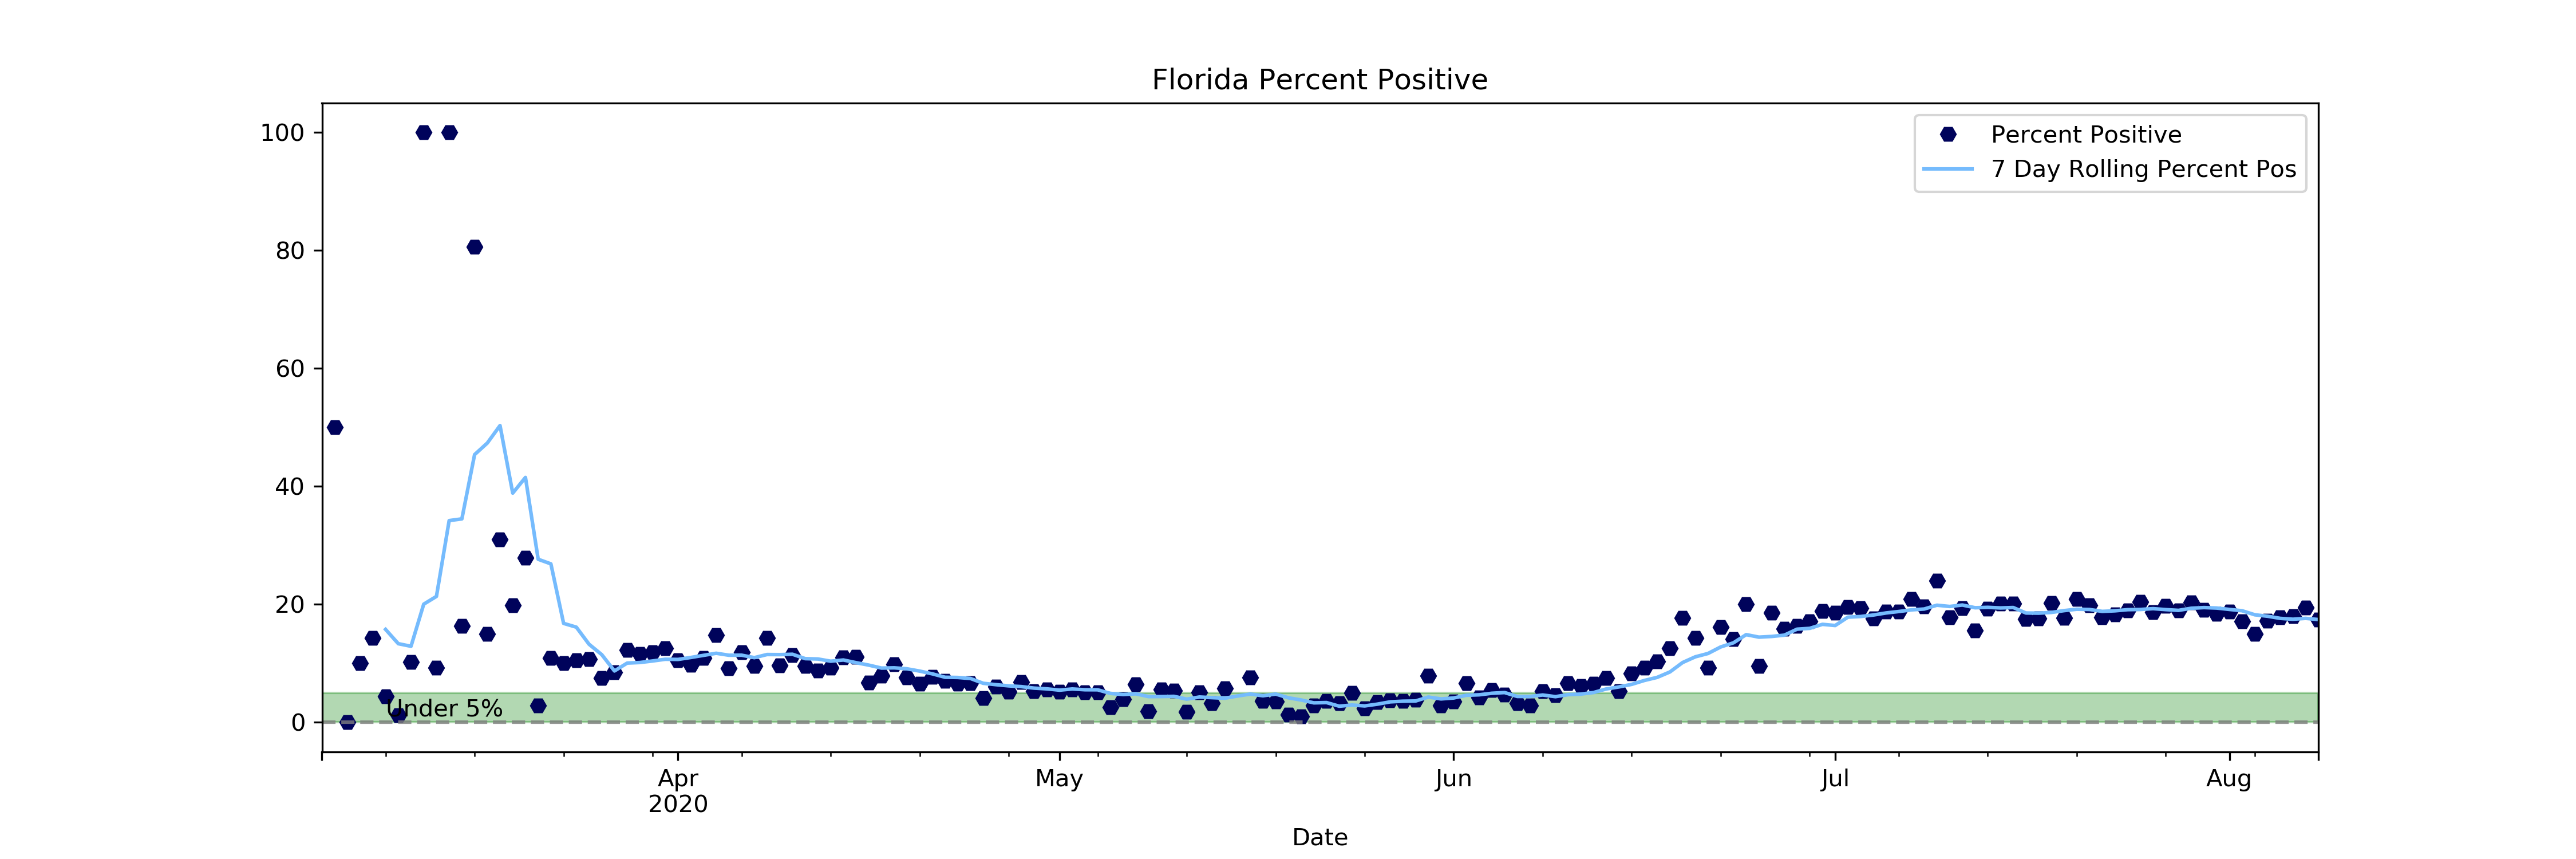 Florida Percent Positive
Percent Positive
7 Day Rolling Percent Pos
100
80
60
40
20
0
Under 5%
Apr
2020
May
Jun
Jul
Aug
Date